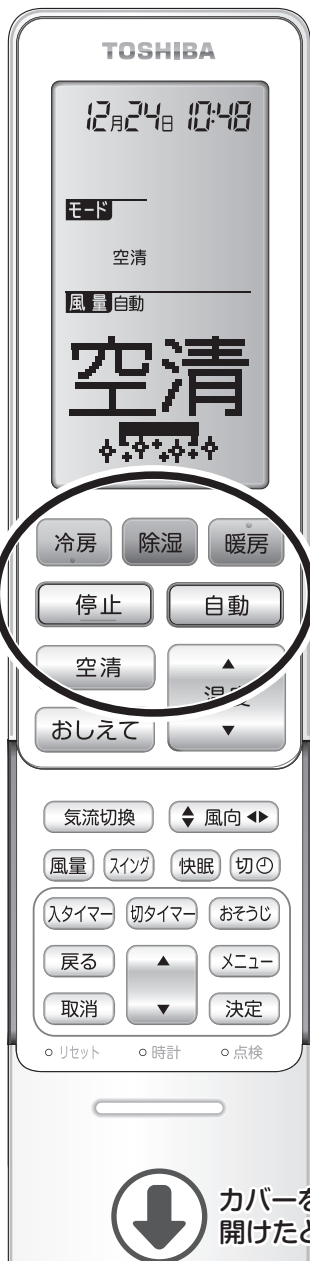 TOSHIBA
12月24日 10:48
モード
空清
風量 自動
空清
冷房 除湿 暖房
停止 自動
空清 ▲
温度
おしえて ▼
気流切換 ▲▼ 風向 ◀▶
風量 スイング 快眠 切
入タイマー 切タイマー おそうじ
戻る ▲ メニュー
取消 ▼ 決定
リセット 時計 点検
カバーを
開けたと